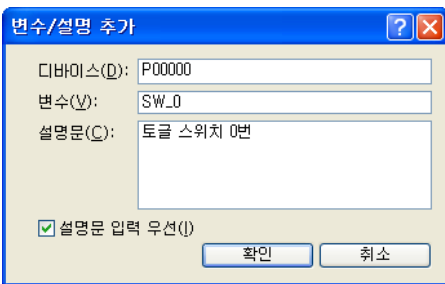 변수/설명 추가
디바이스(D): P00000
변수(V): SW_0
설명문(C): 토글 스위치 0번
설명문 입력 우선(I)
확인 취소